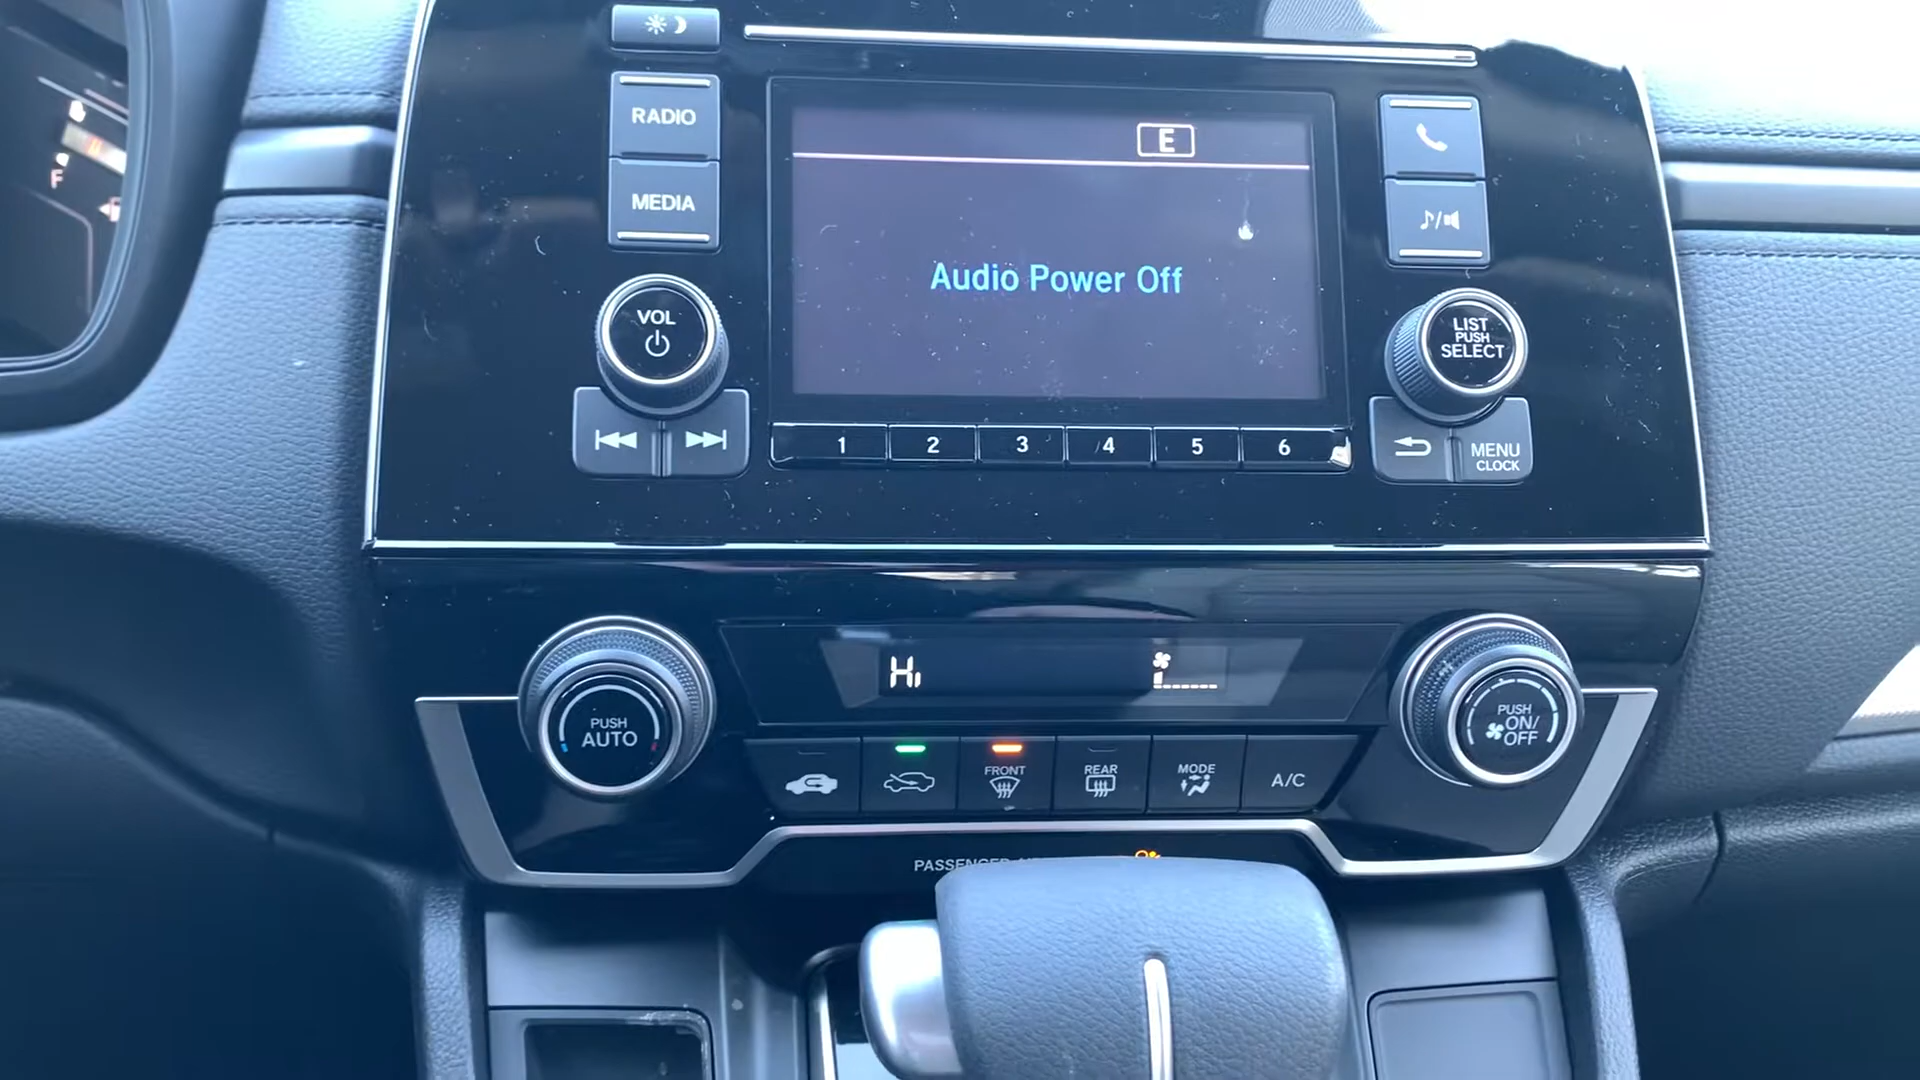 RADIO
E
MEDIA
Audio Power Off
VOL
LIST
PUSH
SELECT
1 2 3 4 5 6
MENU
CLOCK
F
Hi
PUSH
AUTO
PUSH
ON/
OFF
FRONT
REAR
MODE
A/C
PASSENGER